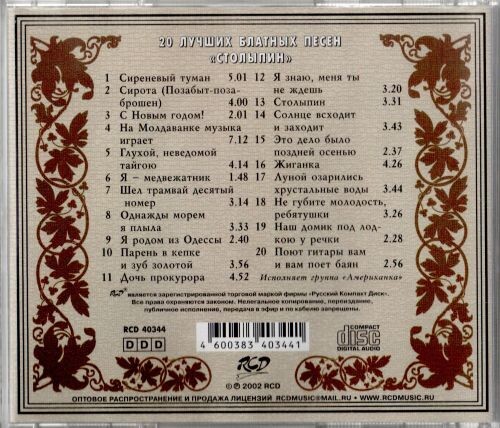 20 ЛУЧШИХ БЛАТНЫХ ПЕСЕН
«СТОЛЫПИН»
1 Сиреневый туман 5.01
2 Сирота (Позабыт-поза-
брошен) 4.00
3 С Новым годом! 2.01
4 На Молдаванке музыка
играет 7.12
5 Глухой, неведомой
тайгою 4.14
6 Я – медвежатник 1.48
7 Шел трамвай десятый
номер 3.14
8 Однажды морем
я плыла 3.33
9 Я родом из Одессы 2.40
10 Парень в кепке
и зуб золотой 3.56
11 Дочь прокурора 4.52
12 Я знаю, меня ты
не ждешь 3.20
13 Столыпин 3.31
14 Солнце всходит
и заходит 3.43
15 Это дело было
поздней осенью 2.37
16 Жиганка 4.26
17 Луной озарились
хрустальные воды 3.44
18 Не губите молодость,
ребятушки 3.26
19 Наш домик под лод-
кою у речки 2.28
20 Поют гитары вам
и вам поет баян 2.56
Исполняет группа «Американка»
RCD является зарегистрированной торговой маркой фирмы «Русский Компакт Диск».
Все права охраняются законом. Нелегальное копирование, переиздание,
публичное исполнение, передача в эфир и по кабелю запрещены.
RCD 40344
DDD
4 600383 403441
RCD
© ℗ 2002 RCD
COMPACT
disc
DIGITAL AUDIO
ОПТОВОЕ РАСПРОСТРАНЕНИЕ И ПРОДАЖА ЛИЦЕНЗИЙ RCDMUSIC@MAIL.RU • WWW.RCDMUSIC.RU